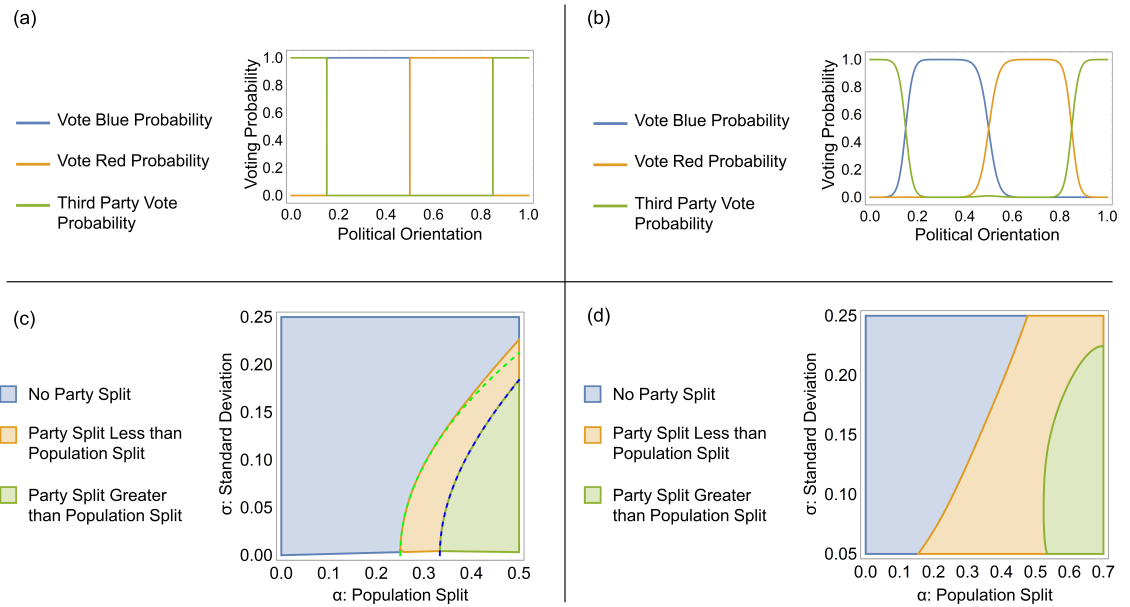 (a)
Vote Blue Probability
Vote Red Probability
Third Party Vote
Probability
Voting Probability
1.0
0.8
0.6
0.4
0.2
0.0
0.0 0.2 0.4 0.6 0.8 1.0
Political Orientation
(b)
Vote Blue Probability
Vote Red Probability
Third Party Vote
Probability
Voting Probability
1.0
0.8
0.6
0.4
0.2
0.0
0.0 0.2 0.4 0.6 0.8 1.0
Political Orientation
(c)
No Party Split
Party Split Less than
Population Split
Party Split Greater
than Population Split
σ: Standard Deviation
0.25
0.20
0.15
0.10
0.05
0.00
0.0 0.1 0.2 0.3 0.4 0.5
α: Population Split
(d)
No Party Split
Party Split Less than
Population Split
Party Split Greater
than Population Split
σ: Standard Deviation
0.25
0.20
0.15
0.10
0.05
0.0 0.1 0.2 0.3 0.4 0.5 0.6 0.7
α: Population Split